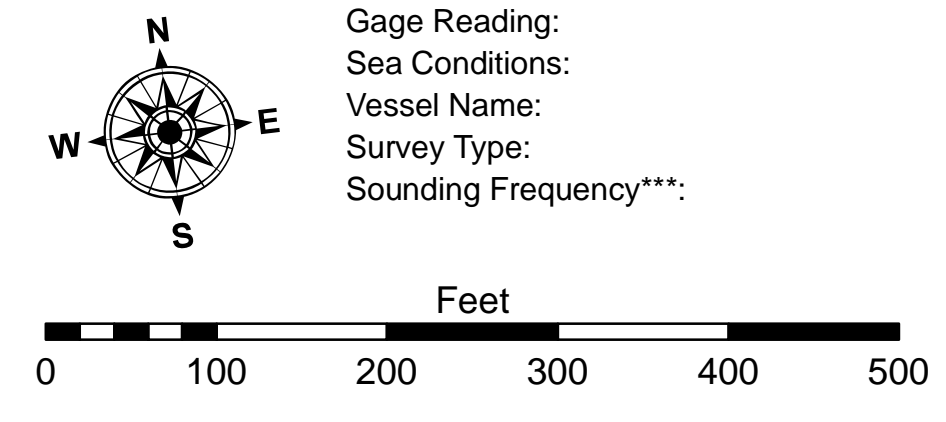 N
W E
S
Gage Reading:
Sea Conditions:
Vessel Name:
Survey Type:
Sounding Frequency***:
Feet
0 100 200 300 400 500